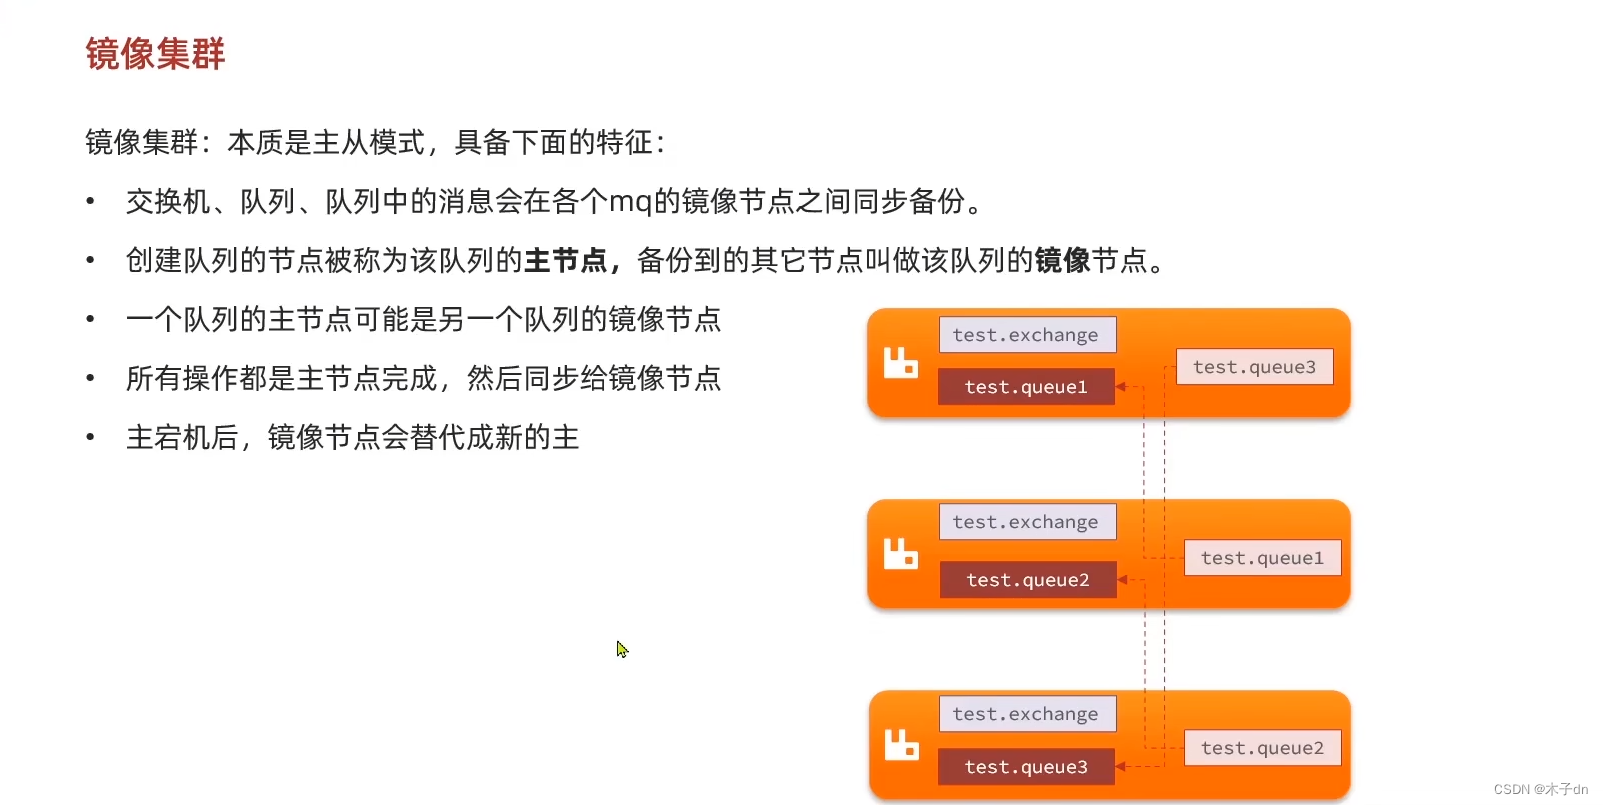 镜像集群
镜像集群：本质是主从模式，具备下面的特征：
• 交换机、队列、队列中的消息会在各个mq的镜像节点之间同步备份。
• 创建队列的节点被称为该队列的主节点，备份到的其它节点叫做该队列的镜像节点。
• 一个队列的主节点可能是另一个队列的镜像节点
• 所有操作都是主节点完成，然后同步给镜像节点
• 主宕机后，镜像节点会替代成新的主
test.exchange
test.queue3
test.queue1
test.exchange
test.queue1
test.queue2
test.exchange
test.queue2
test.queue3
CSDN @木子dn